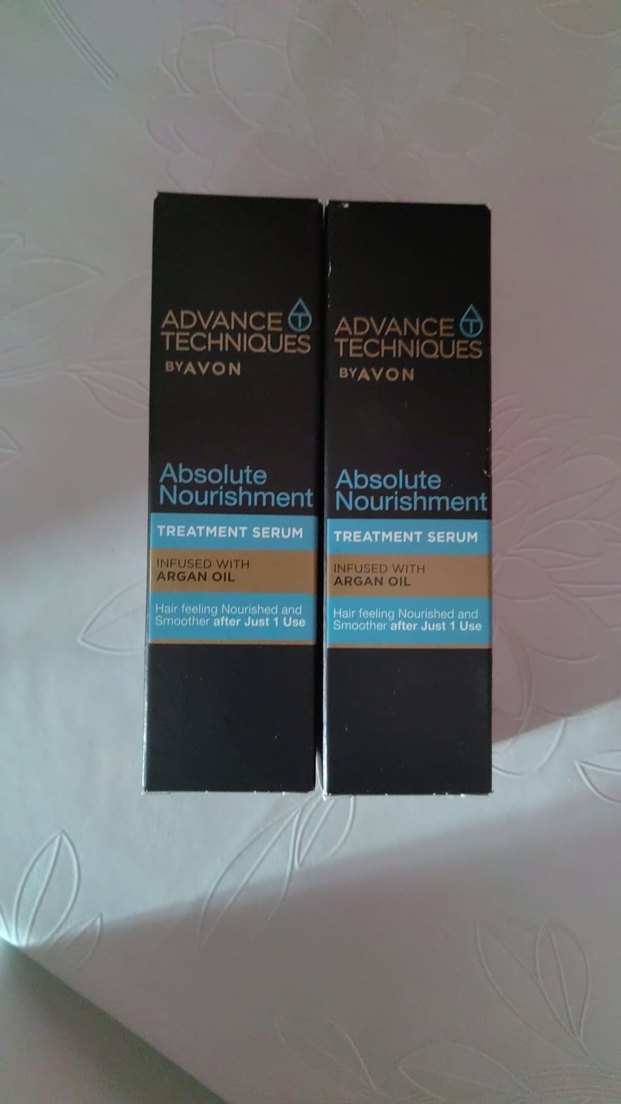 ADVANCE
TECHNIQUES
BY AVON
Absolute
Nourishment
TREATMENT SERUM
INFUSED WITH
ARGAN OIL
Hair feeling Nourished and
Smoother after Just 1 Use
ADVANCE
TECHNIQUES
BY AVON
Absolute
Nourishment
TREATMENT SERUM
INFUSED WITH
ARGAN OIL
Hair feeling Nourished and
Smoother after Just 1 Use